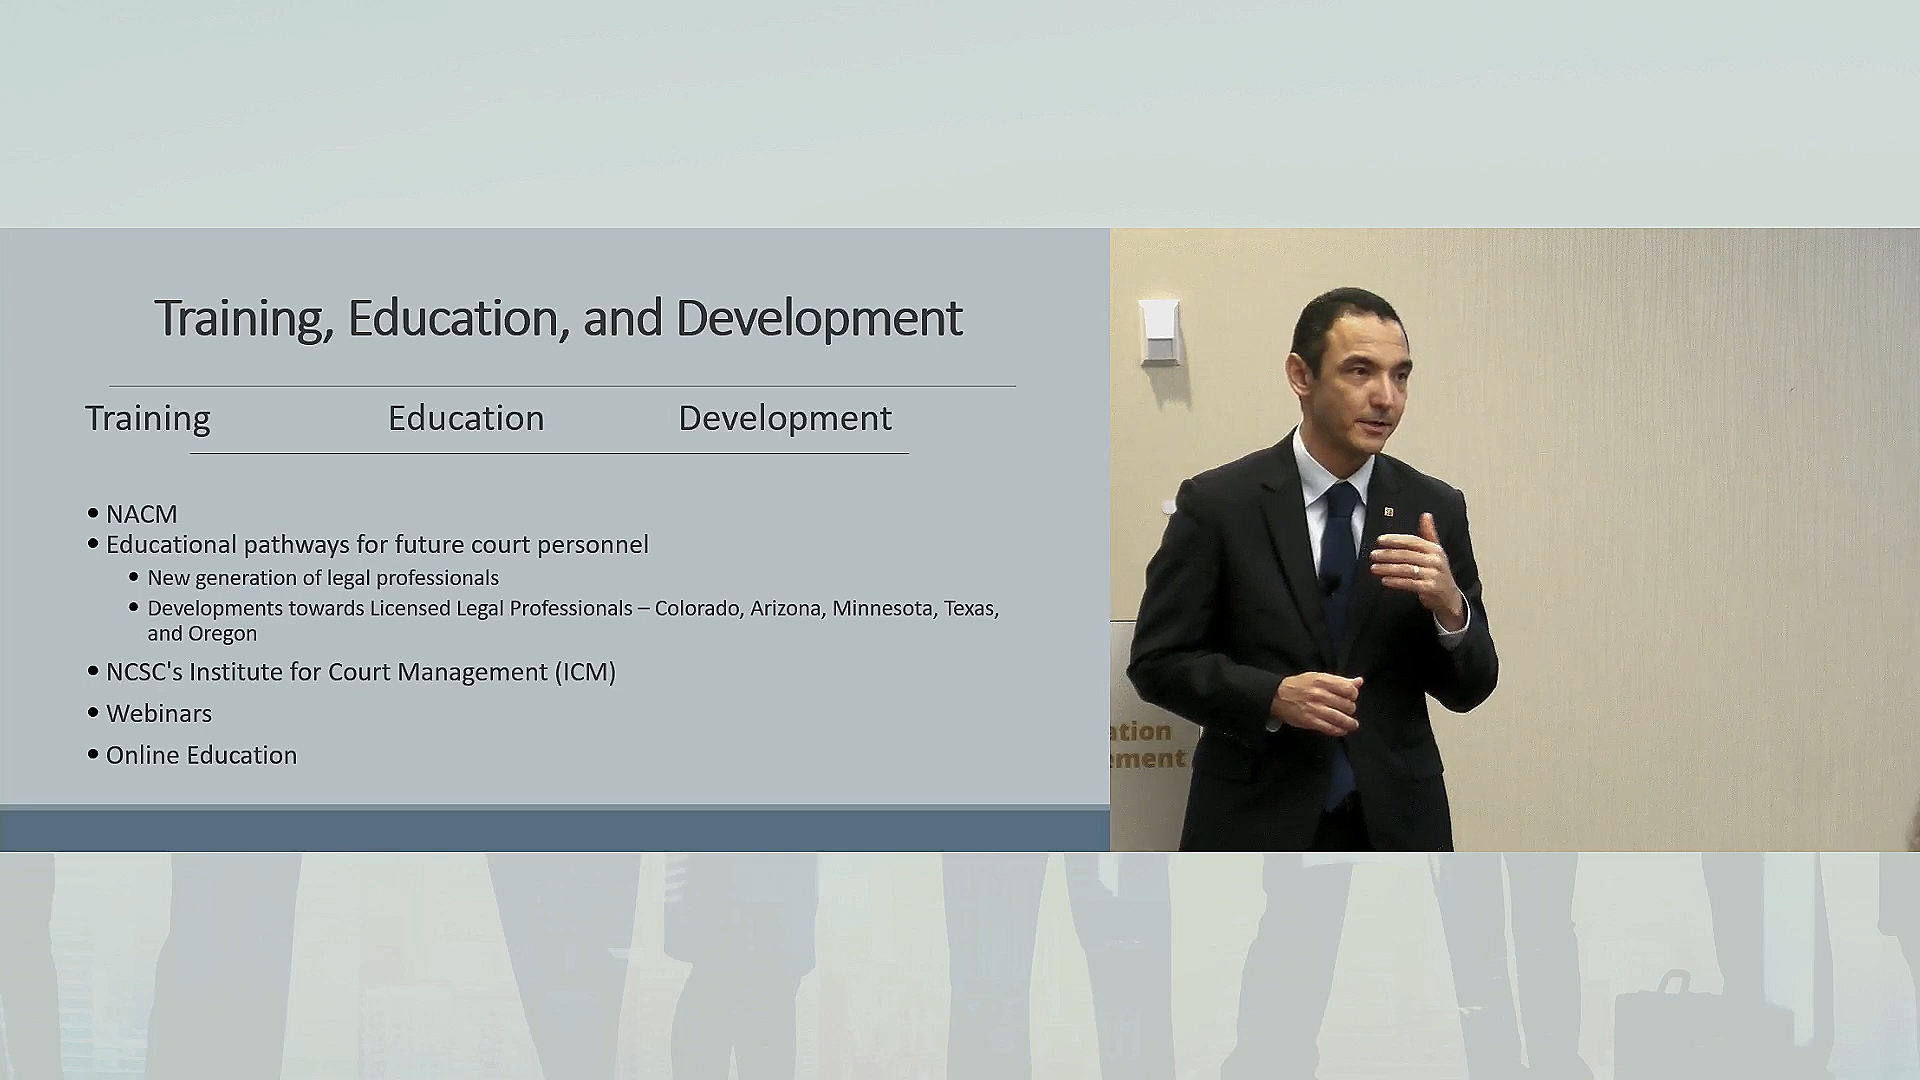 Training, Education, and Development
Training Education Development
• NACM
• Educational pathways for future court personnel
• New generation of legal professionals
• Developments towards Licensed Legal Professionals – Colorado, Arizona, Minnesota, Texas,
and Oregon
• NCSC's Institute for Court Management (ICM)
• Webinars
• Online Education
ation
ement